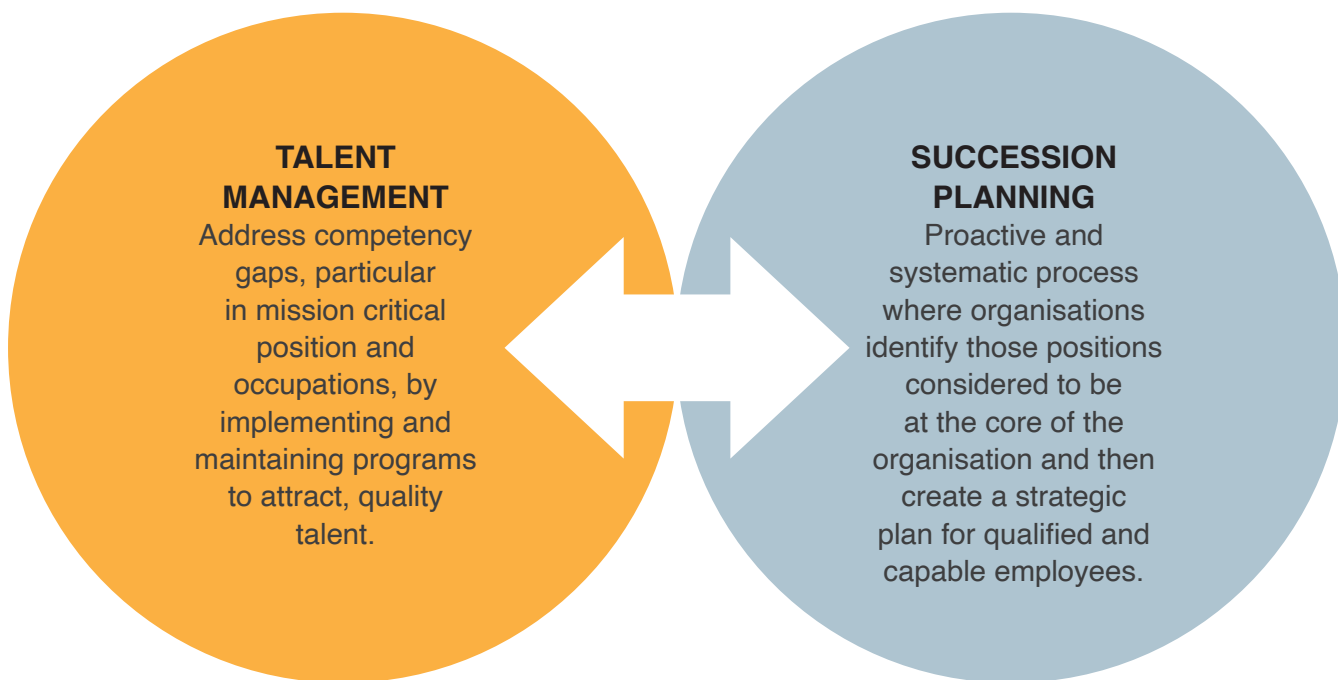 TALENT
MANAGEMENT
Address competency
gaps, particular
in mission critical
position and
occupations, by
implementing and
maintaining programs
to attract, quality
talent.
SUCCESSION
PLANNING
Proactive and
systematic process
where organisations
identify those positions
considered to be
at the core of the
organisation and then
create a strategic
plan for qualified and
capable employees.